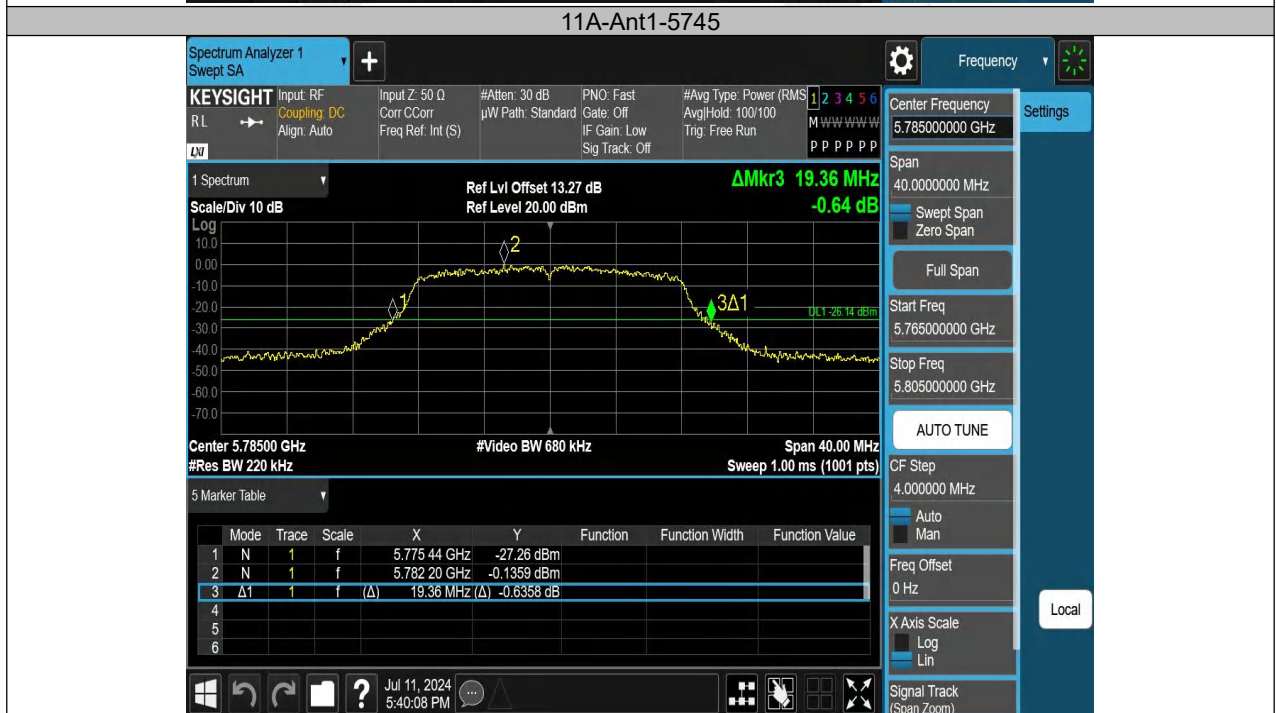 11A-Ant1-5745
Spectrum Analyzer 1
Swept SA
+
Frequency
KEYSIGHT
RL
LXI
Input: RF
Coupling: DC
Align: Auto
Input Z: 50 Ω
Corr CCorr
Freq Ref: Int (S)
#Atten: 30 dB
µW Path: Standard
PNO: Fast
Gate: Off
IF Gain: Low
Sig Track: Off
#Avg Type: Power (RMS
Avg|Hold: 100/100
Trig: Free Run
1 2 3 4 5 6
M W W W W W
P P P P P P
1 Spectrum
Scale/Div 10 dB
Ref Lvl Offset 13.27 dB
Ref Level 20.00 dBm
ΔMkr3 19.36 MHz
-0.64 dB
Log
10.0
0.00
-10.0
-20.0
-30.0
-40.0
-50.0
-60.0
-70.0
1
2
3Δ1
DL1 -26.14 dBm
Center 5.78500 GHz
#Video BW 680 kHz
Span 40.00 MHz
#Res BW 220 kHz
Sweep 1.00 ms (1001 pts)
5 Marker Table
Mode Trace Scale X Y Function Function Width Function Value
1 N 1 f 5.775 44 GHz -27.26 dBm
2 N 1 f 5.782 20 GHz -0.1359 dBm
3 Δ1 1 f (Δ) 19.36 MHz (Δ) -0.6358 dB
4
5
6
Jul 11, 2024
5:40:08 PM
?
Center Frequency
5.785000000 GHz
Settings
Span
40.0000000 MHz
Swept Span
Zero Span
Full Span
Start Freq
5.765000000 GHz
Stop Freq
5.805000000 GHz
AUTO TUNE
CF Step
4.000000 MHz
Auto
Man
Freq Offset
0 Hz
Local
X Axis Scale
Log
Lin
Signal Track
(Span Zoom)